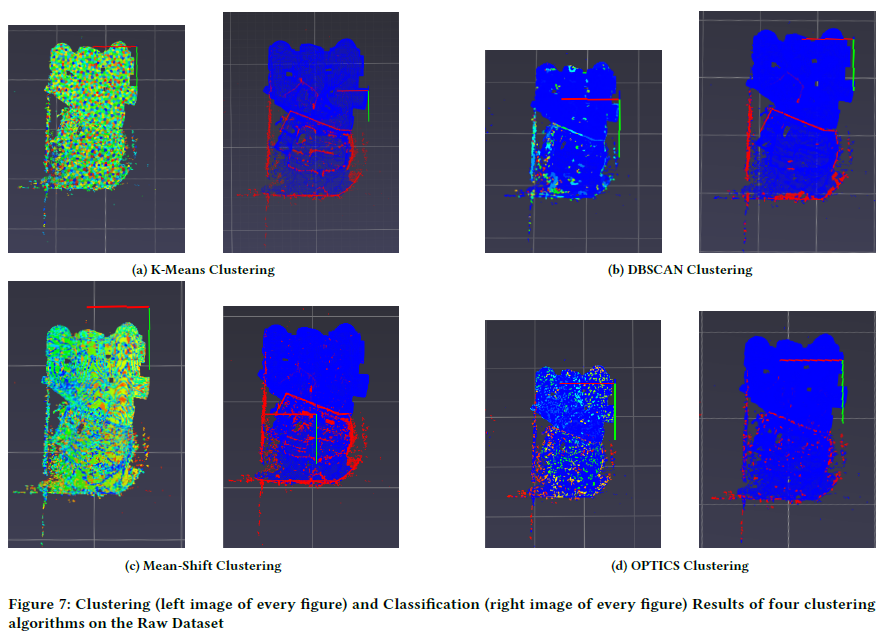 (a) K-Means Clustering
(b) DBSCAN Clustering
(c) Mean-Shift Clustering
(d) OPTICS Clustering
Figure 7: Clustering (left image of every figure) and Classification (right image of every figure) Results of four clustering
algorithms on the Raw Dataset